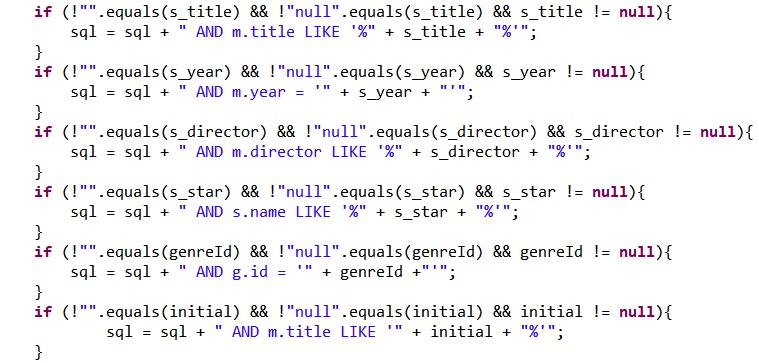 if (!"".equals(s_title) && !"null".equals(s_title) && s_title != null){
sql = sql + " AND m.title LIKE '%" + s_title + "%'";
}
if (!"".equals(s_year) && !"null".equals(s_year) && s_year != null){
sql = sql + " AND m.year = '" + s_year + "'";
}
if (!"".equals(s_director) && !"null".equals(s_director) && s_director != null){
sql = sql + " AND m.director LIKE '%" + s_director + "%'";
}
if (!"".equals(s_star) && !"null".equals(s_star) && s_star != null){
sql = sql + " AND s.name LIKE '%" + s_star + "%'";
}
if (!"".equals(genreId) && !"null".equals(genreId) && genreId != null){
sql = sql + " AND g.id = '" + genreId +"'";
}
if (!"".equals(initial) && !"null".equals(initial) && initial != null){
sql = sql + " AND m.title LIKE '" + initial + "%'";
}